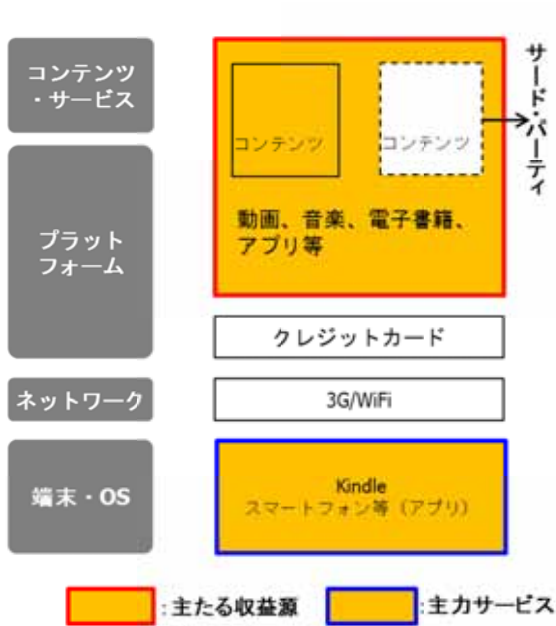 コンテンツ
・サービス
サード・パーティ
コンテンツ
コンテンツ
動画、音楽、電子書籍、
アプリ等
プラット
フォーム
クレジットカード
ネットワーク
3G/WiFi
端末・OS
Kindle
スマートフォン等（アプリ）
:主たる収益源
:主力サービス